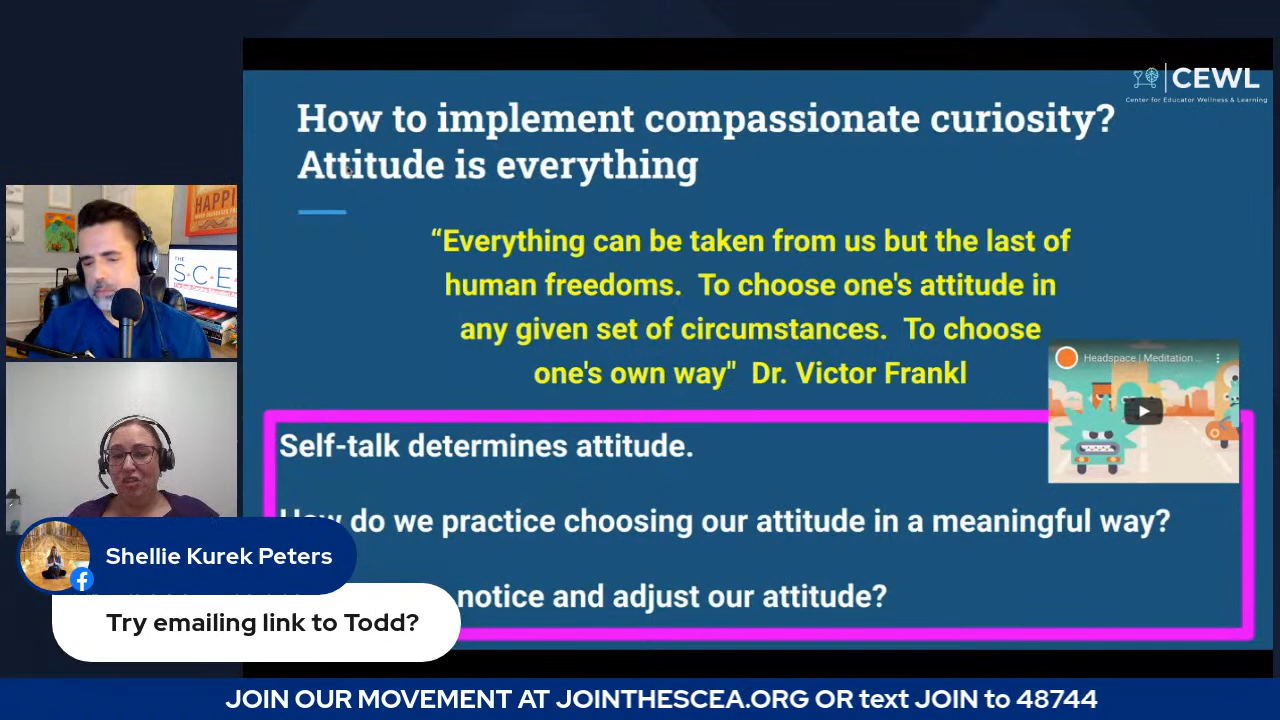 CEWL
Center for Educator Wellness & Learning
How to implement compassionate curiosity?
Attitude is everything
“Everything can be taken from us but the last of
human freedoms. To choose one's attitude in
any given set of circumstances. To choose
one's own way" Dr. Victor Frankl
Headspace | Meditation ...
Self-talk determines attitude.
How do we practice choosing our attitude in a meaningful way?
notice and adjust our attitude?
HAPPI
THE
S.C.E
Shellie Kurek Peters
Try emailing link to Todd?
JOIN OUR MOVEMENT AT JOINTHESCEA.ORG OR text JOIN to 48744